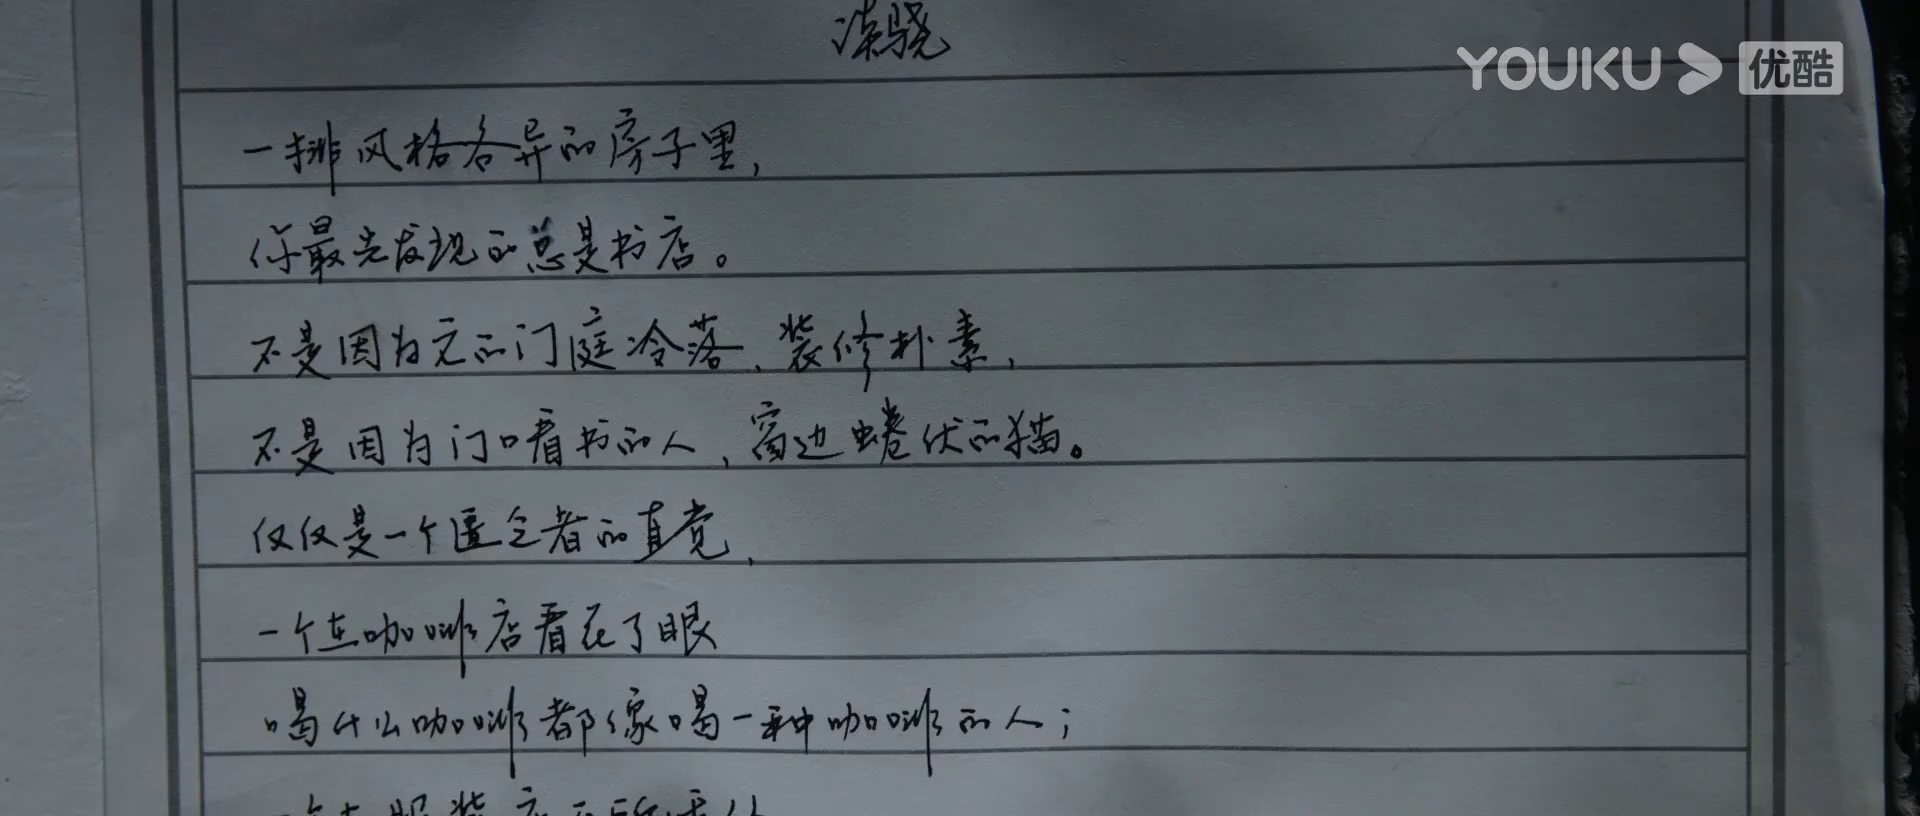 YOUKU 优酷
一排风格各异的房子里,
你最先发现的总是书店。
不是因为它的门庭冷落、装修朴素,
不是因为门口看书的人、窗边蜷伏的猫。
仅仅是一个匮乏者的直觉,
一个在咖啡店看花了眼
喝什么咖啡都像喝一种咖啡的人;